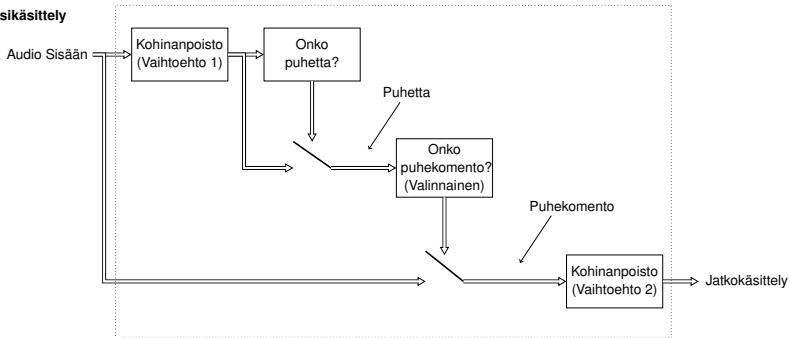 sikäsittely
Audio Sisään
Kohinanpoisto
(Vaihtoehto 1)
Onko
puhetta?
Puhetta
Onko
puhekomento?
(Valinnainen)
Puhekomento
Kohinanpoisto
(Vaihtoehto 2)
Jatkokäsittely